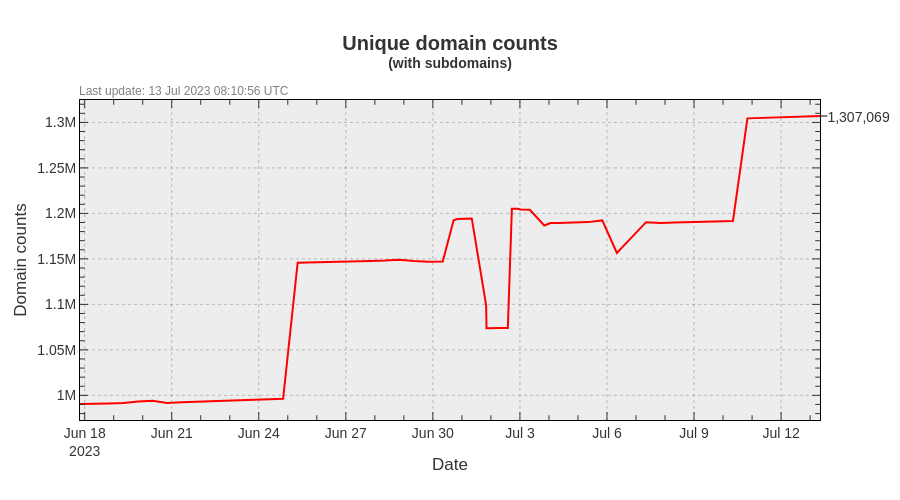 Unique domain counts
(with subdomains)
Last update: 13 Jul 2023 08:10:56 UTC
1.3M
1,307,069
1.25M
1.2M
1.15M
1.1M
1.05M
1M
Domain counts
Jun 18 Jun 21 Jun 24 Jun 27 Jun 30 Jul 3 Jul 6 Jul 9 Jul 12
2023
Date